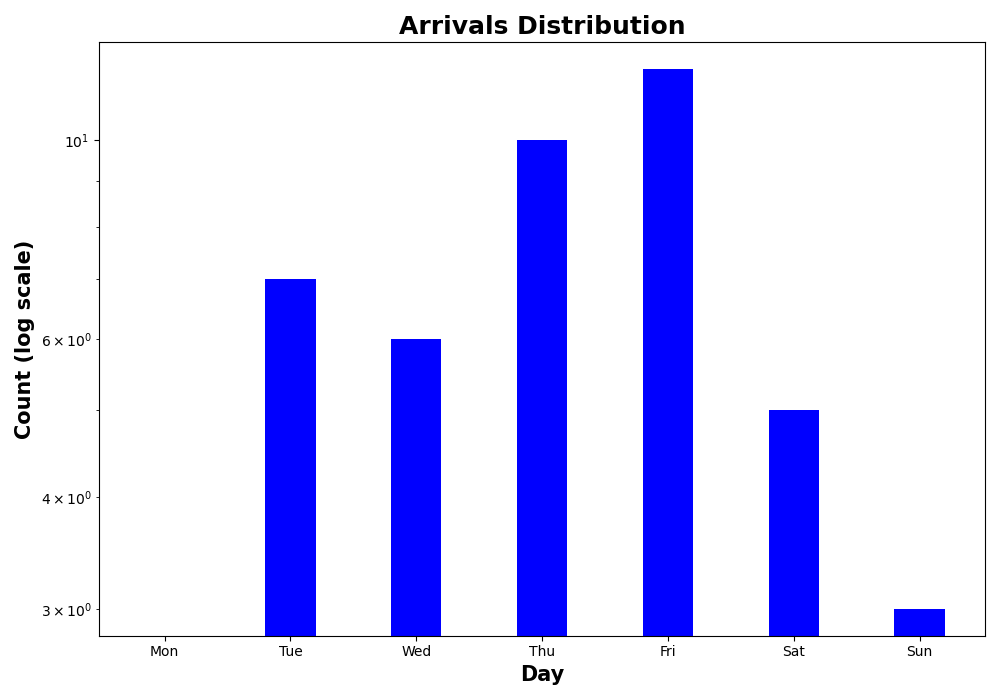 Arrivals Distribution
Count (log scale)
10¹
6 × 10⁰
4 × 10⁰
3 × 10⁰
Mon Tue Wed Thu Fri Sat Sun
Day